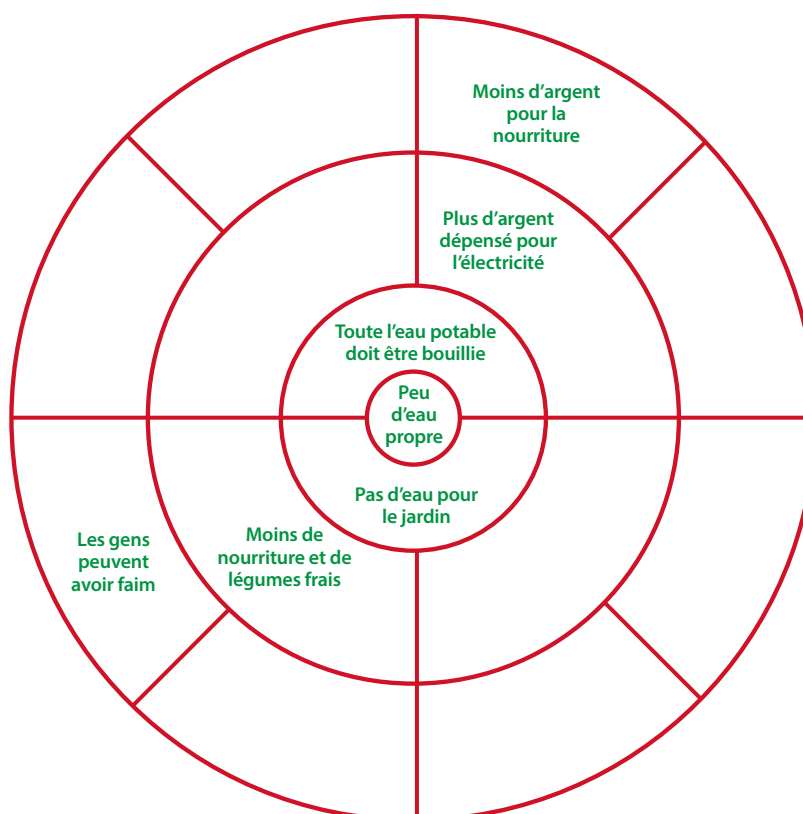 Moins d’argent
pour la
nourriture
Plus d’argent
dépensé pour
l’électricité
Toute l’eau potable
doit être bouillie
Peu
d’eau
propre
Pas d’eau pour
le jardin
Moins de
nourriture et de
légumes frais
Les gens
peuvent
avoir faim